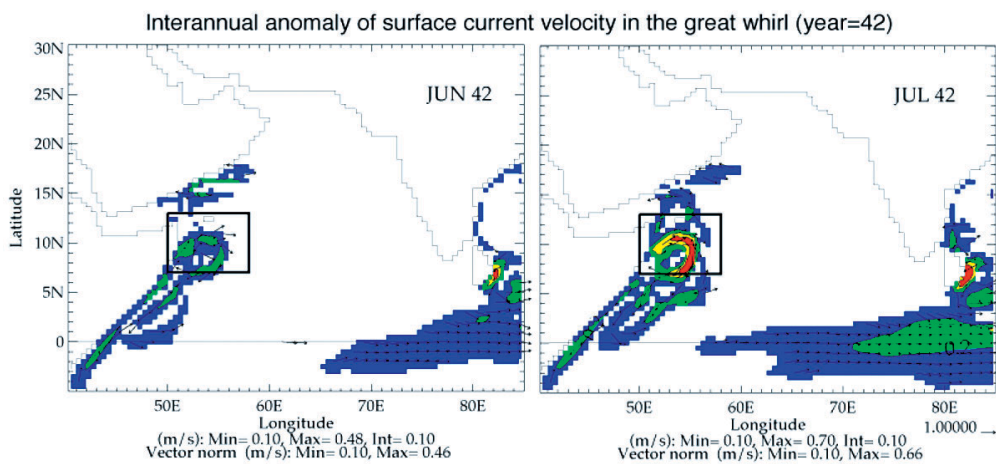 Interannual anomaly of surface current velocity in the great whirl (year=42)
30N
25N
20N
15N
10N
5N
0
Latitude
JUN 42
50E 60E 70E 80E
Longitude
(m/s): Min= 0.10, Max= 0.48, Int= 0.10
Vector norm (m/s): Min= 0.10, Max= 0.46
JUL 42
50E 60E 70E 80E
Longitude
(m/s): Min= 0.10, Max= 0.70, Int= 0.10
1.00000
Vector norm (m/s): Min= 0.10, Max= 0.66